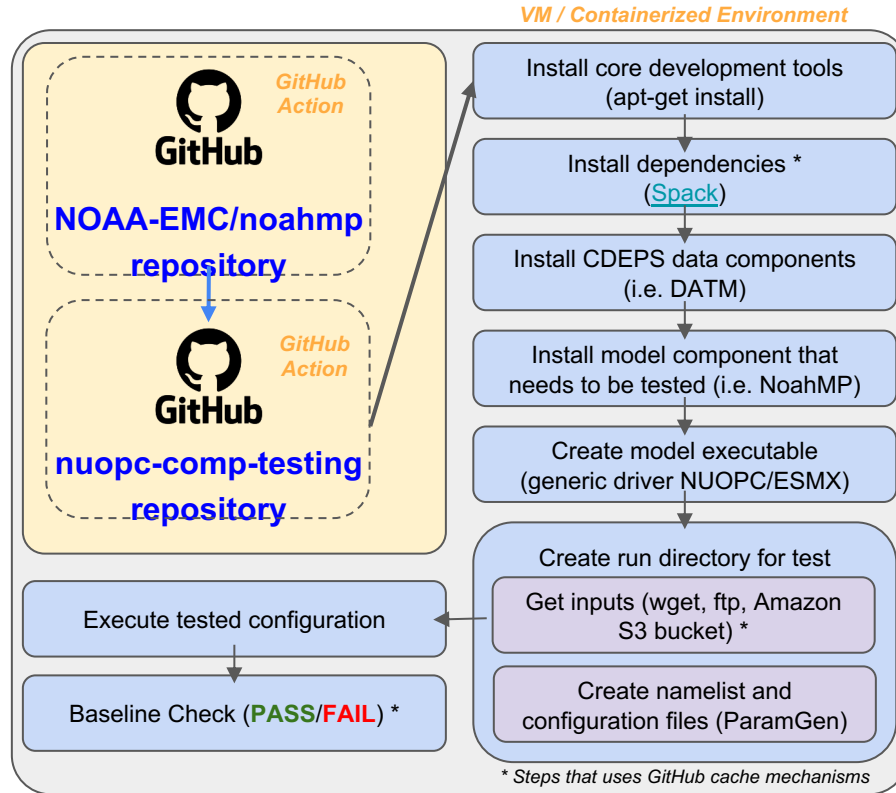 VM / Containerized Environment
GitHub
Action
GitHub
NOAA-EMC/noahmp
repository
GitHub
Action
GitHub
nuopc-comp-testing
repository
Install core development tools
(apt-get install)
Install dependencies *
(Spack)
Install CDEPS data components
(i.e. DATM)
Install model component that
needs to be tested (i.e. NoahMP)
Create model executable
(generic driver NUOPC/ESMX)
Create run directory for test
Get inputs (wget, ftp, Amazon
S3 bucket) *
Create namelist and
configuration files (ParamGen)
Execute tested configuration
Baseline Check (PASS/FAIL) *
* Steps that uses GitHub cache mechanisms